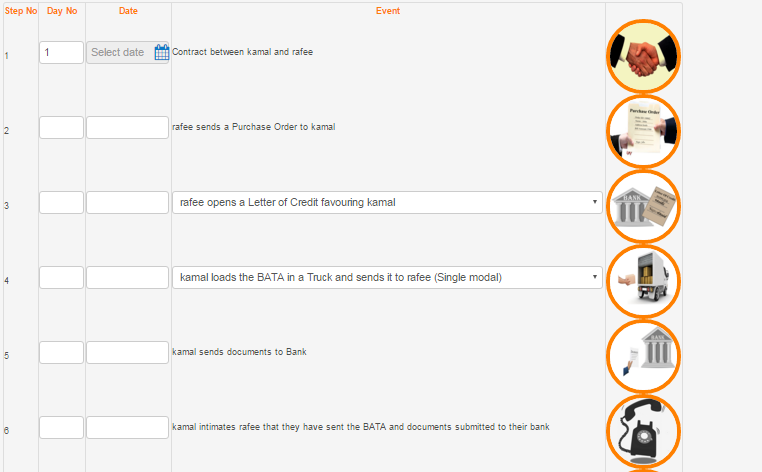 Step No Day No Date Event
1 1 Select date Contract between kamal and rafee
Purchase Order
2 rafee sends a Purchase Order to kamal
3 rafee opens a Letter of Credit favouring kamal
BANK
4 kamal loads the BATA in a Truck and sends it to rafee (Single modal)
BANK
5 kamal sends documents to Bank
6 kamal intimates rafee that they have sent the BATA and documents submitted to their bank